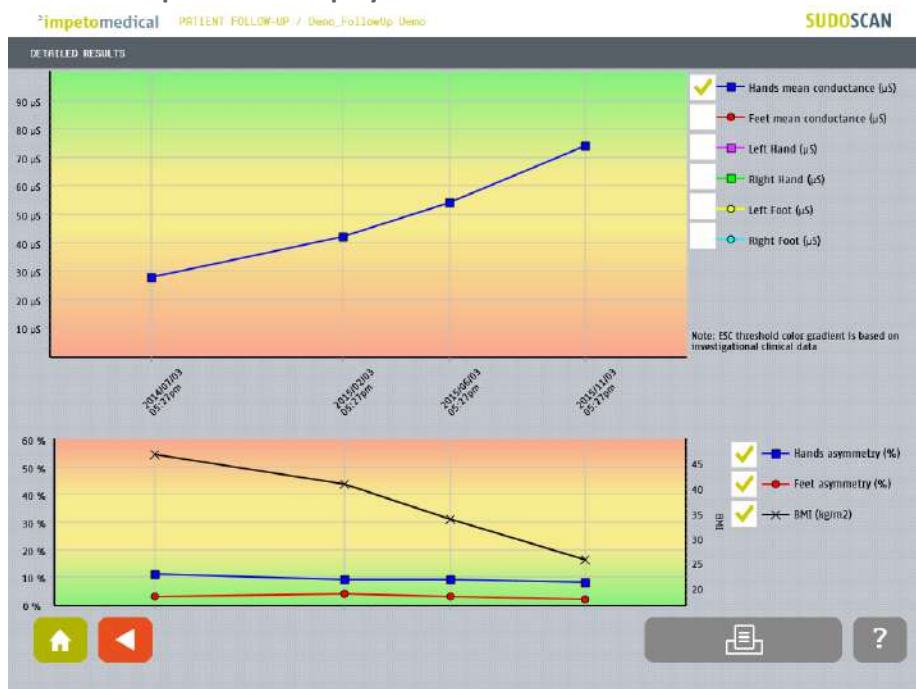 impetomedical PATIENT FOLLOW-UP / Demo_FollowUp Demo SUDOSCAN
DETAILED RESULTS
90 µS
80 µS
70 µS
60 µS
50 µS
40 µS
30 µS
20 µS
10 µS
Hands mean conductance (µS)
Feet mean conductance (µS)
Left Hand (µS)
Right Hand (µS)
Left Foot (µS)
Right Foot (µS)
Note: ESC threshold color gradient is based on
investigational clinical data
2014/07/03
05:27pm
2015/02/03
05:27pm
2015/06/03
05:27pm
2015/11/03
05:27pm
60 %
50 %
40 %
30 %
20 %
10 %
0 %
45
40
35
30
25
20
BMI
Hands asymmetry (%)
Feet asymmetry (%)
BMI (kg/m2)
?